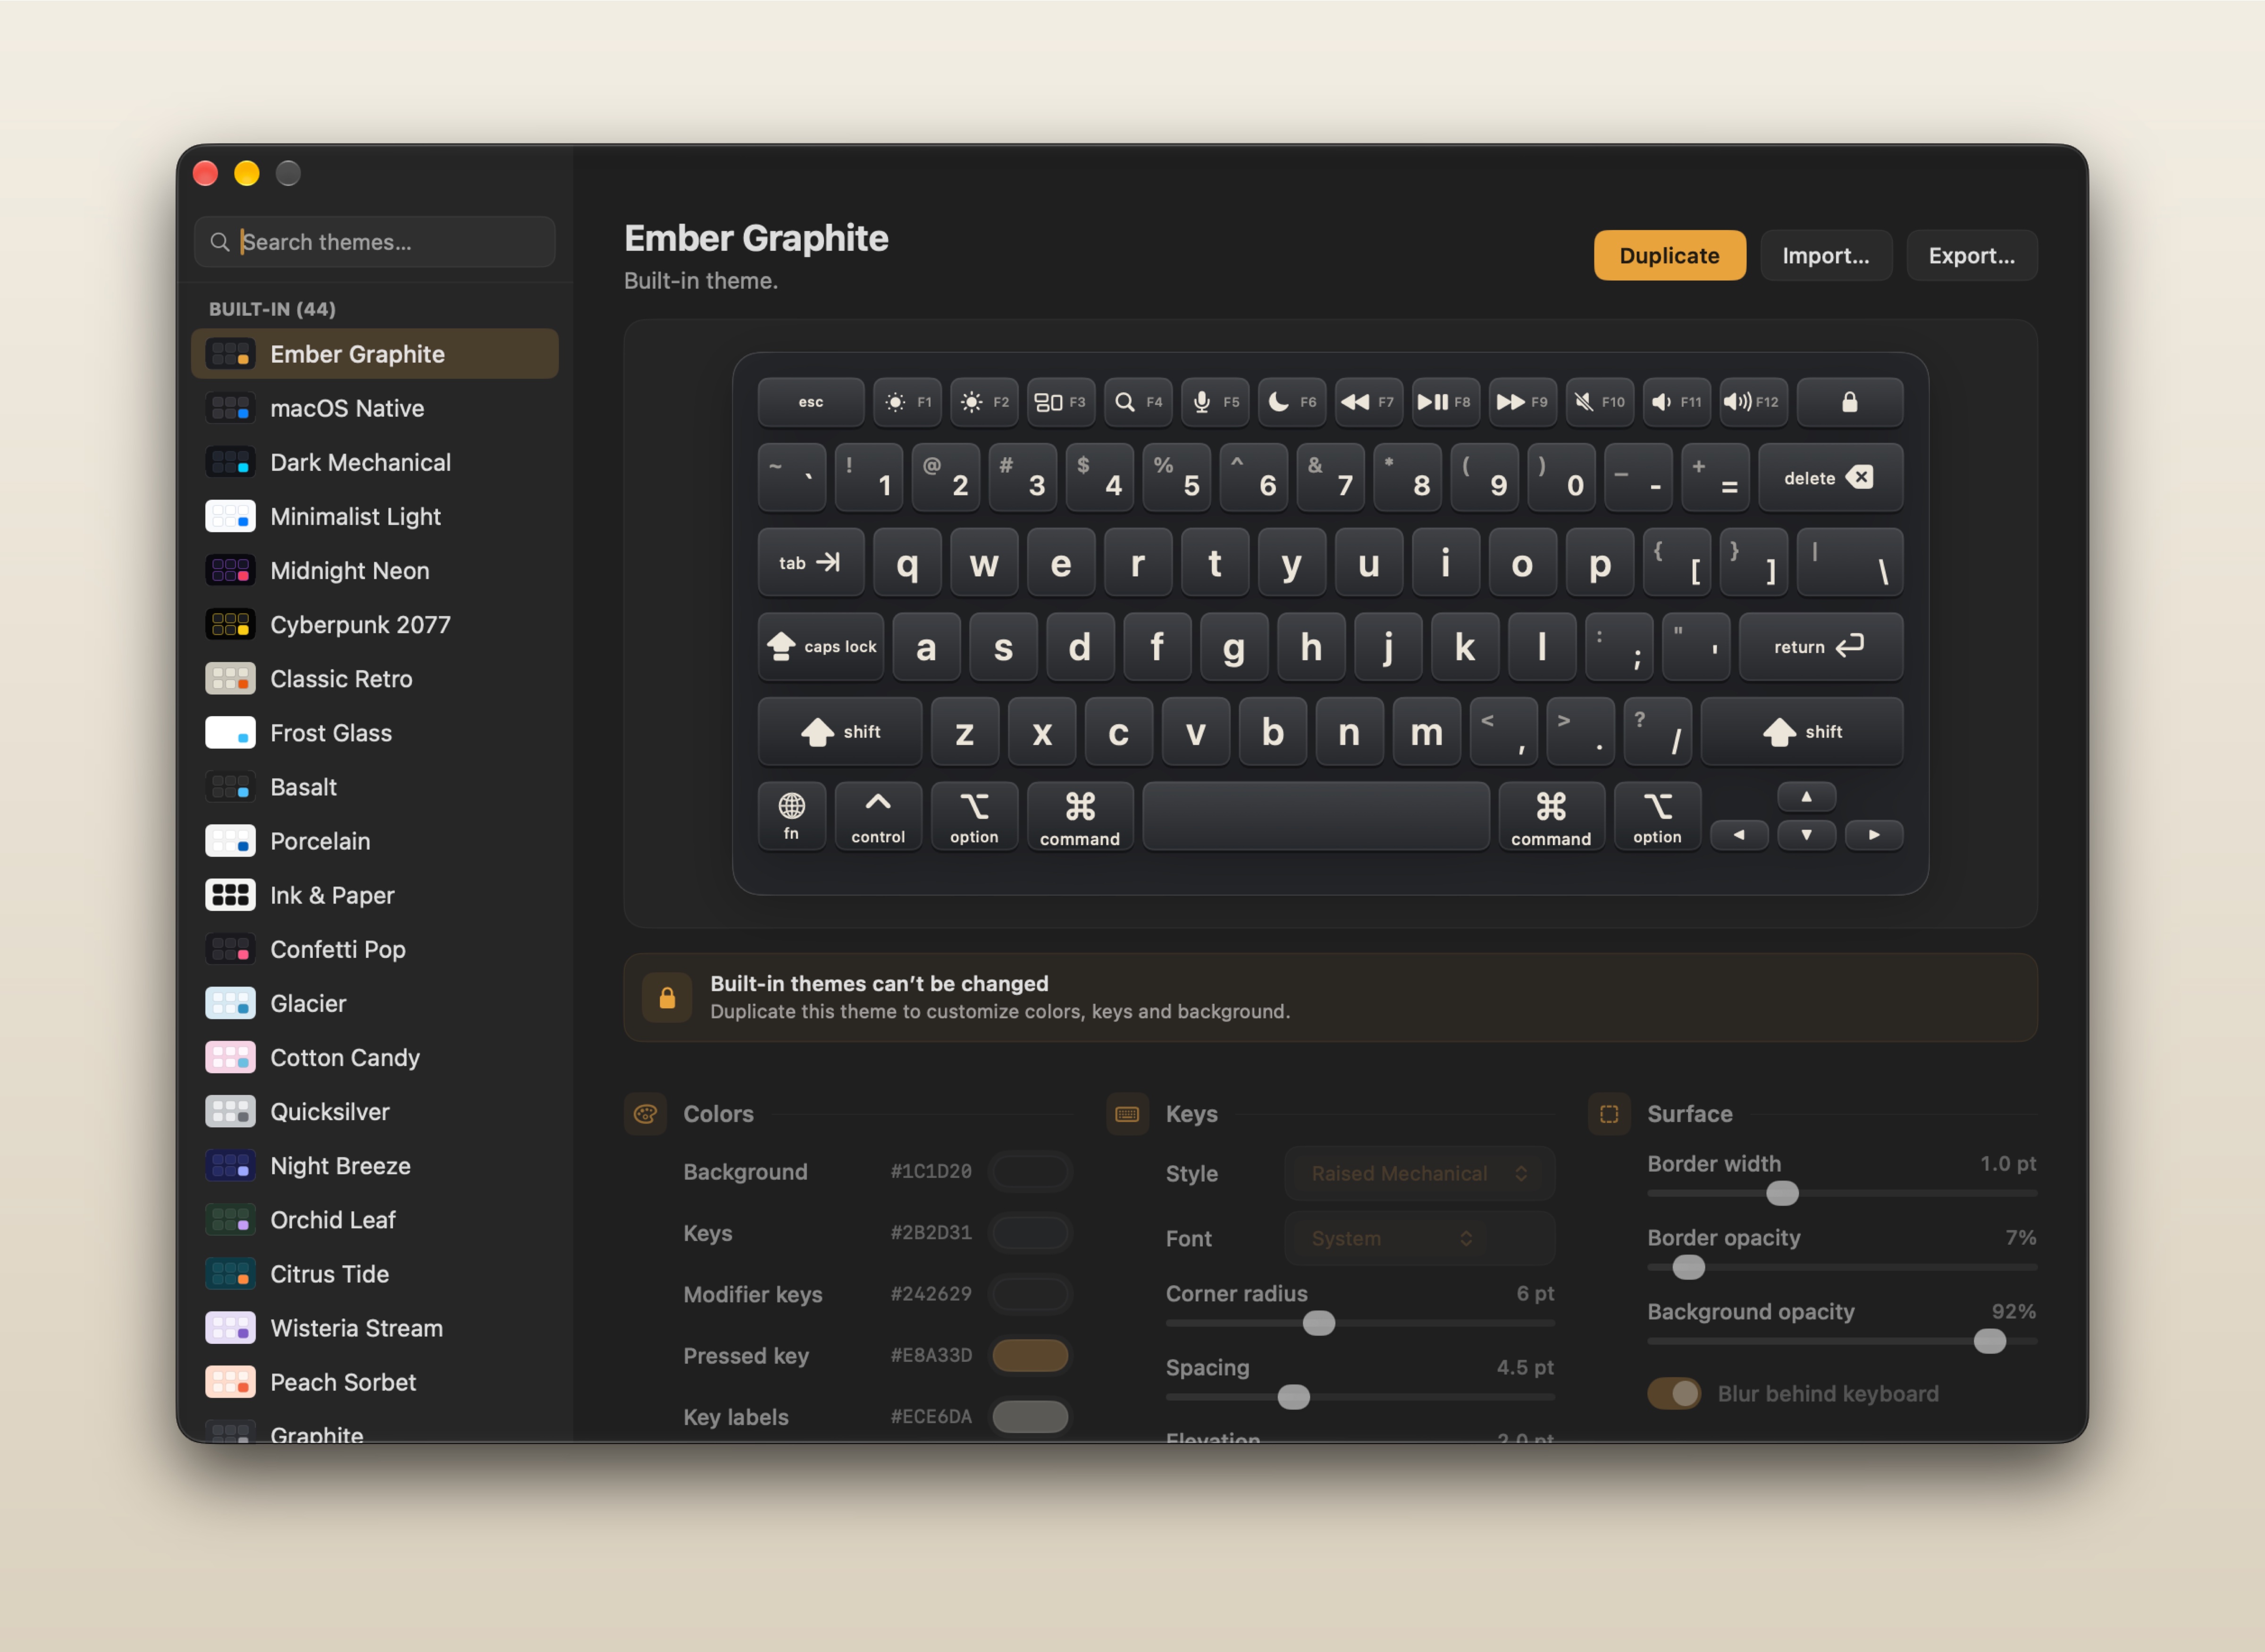 Search themes...
BUILT-IN (44)
Ember Graphite
macOS Native
Dark Mechanical
Minimalist Light
Midnight Neon
Cyberpunk 2077
Classic Retro
Frost Glass
Basalt
Porcelain
Ink & Paper
Confetti Pop
Glacier
Cotton Candy
Quicksilver
Night Breeze
Orchid Leaf
Citrus Tide
Wisteria Stream
Peach Sorbet
Graphite
Ember Graphite
Built-in theme.
Duplicate Import... Export...
esc F1 F2 F3 F4 F5 F6 F7 F8 F9 F10 F11 F12
~ ` ! 1 @ 2 # 3 $ 4 % 5 ^ 6 & 7 * 8 ( 9 ) 0 _ - + = delete
tab q w e r t y u i o p { [ } ] | \
caps lock a s d f g h j k l : ; " ' return
shift z x c v b n m < , > . ? / shift
fn control option command command option
Built-in themes can’t be changed
Duplicate this theme to customize colors, keys and background.
Colors
Background #1C1D20
Keys #2B2D31
Modifier keys #242629
Pressed key #E8A33D
Key labels #ECE6DA
Keys
Style Raised Mechanical
Font System
Corner radius 6 pt
Spacing 4.5 pt
Elevation 2.0 pt
Surface
Border width 1.0 pt
Border opacity 7%
Background opacity 92%
Blur behind keyboard